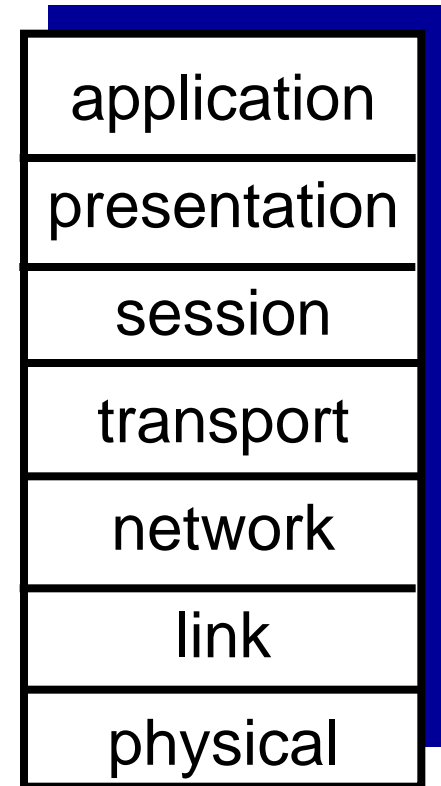 application
presentation
session
transport
network
link
physical